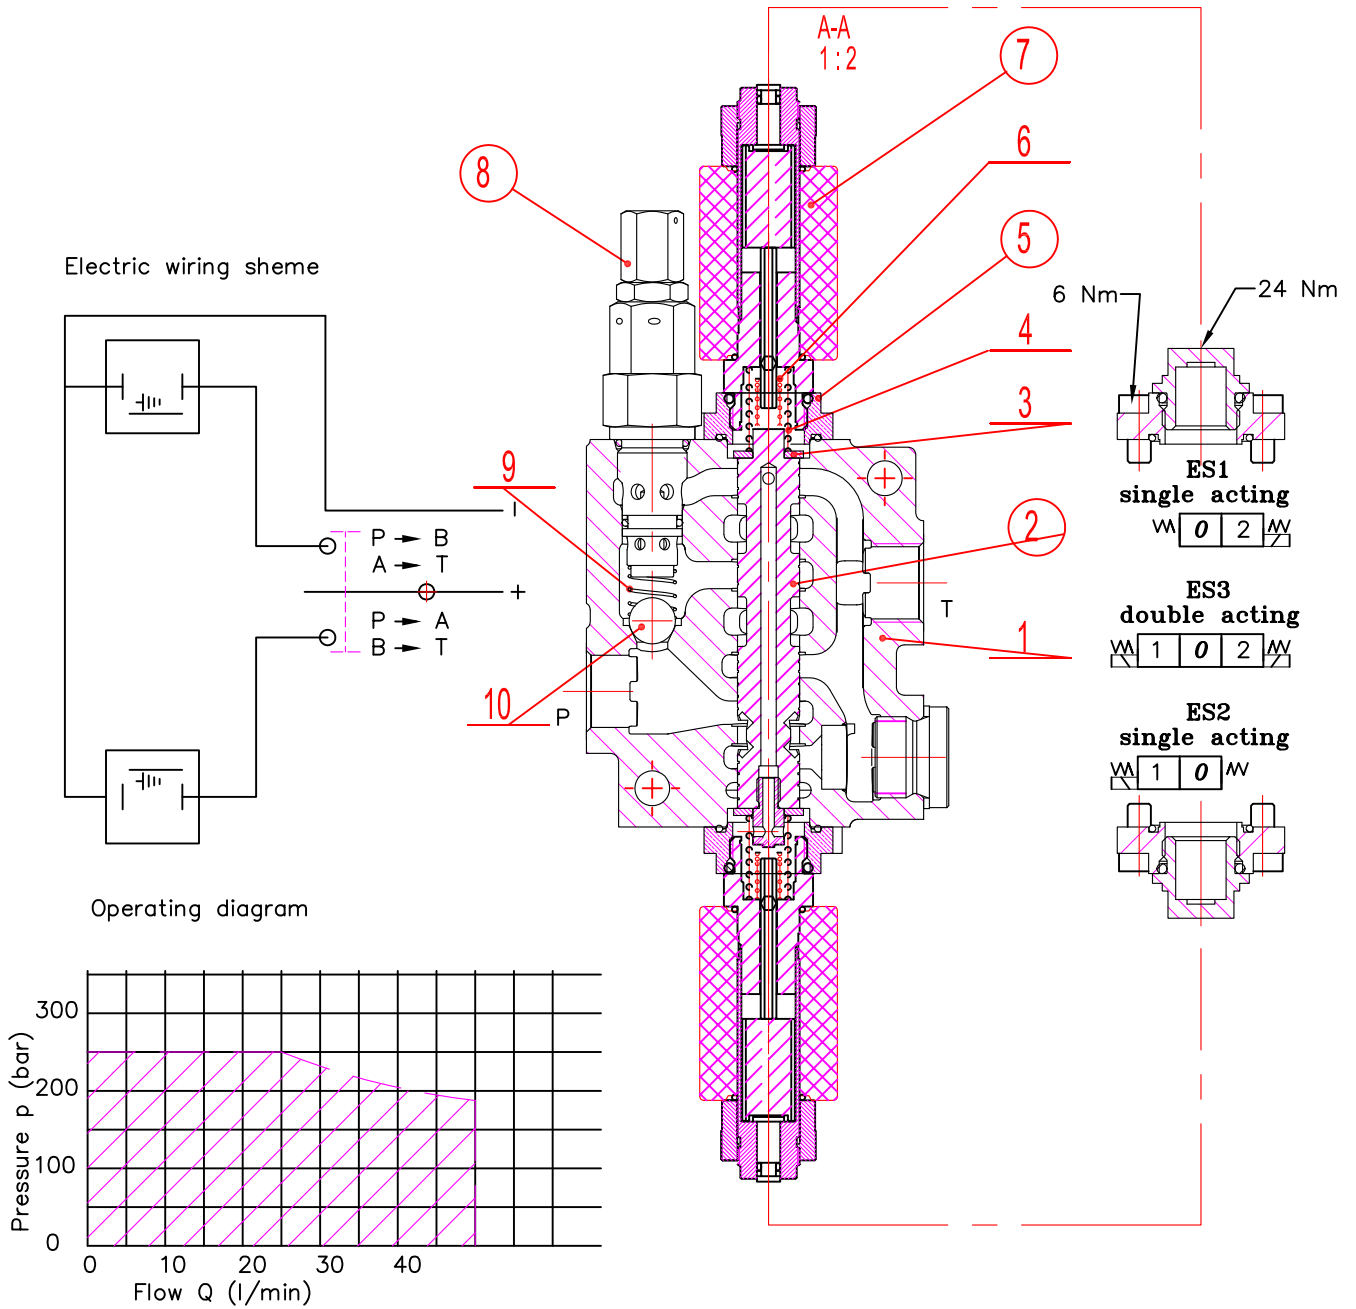 A-A
1:2
7
6
8
5
Electric wiring sheme
6 Nm
24 Nm
4
3
9
ES1
single acting
0 2
2
-
P → B
A → T
+
ES3
double acting
1 0 2
T
P → A
B → T
1
10
P
ES2
single acting
1 0
Operating diagram
Pressure p (bar)
300
200
100
0
0 10 20 30 40
Flow Q (l/min)